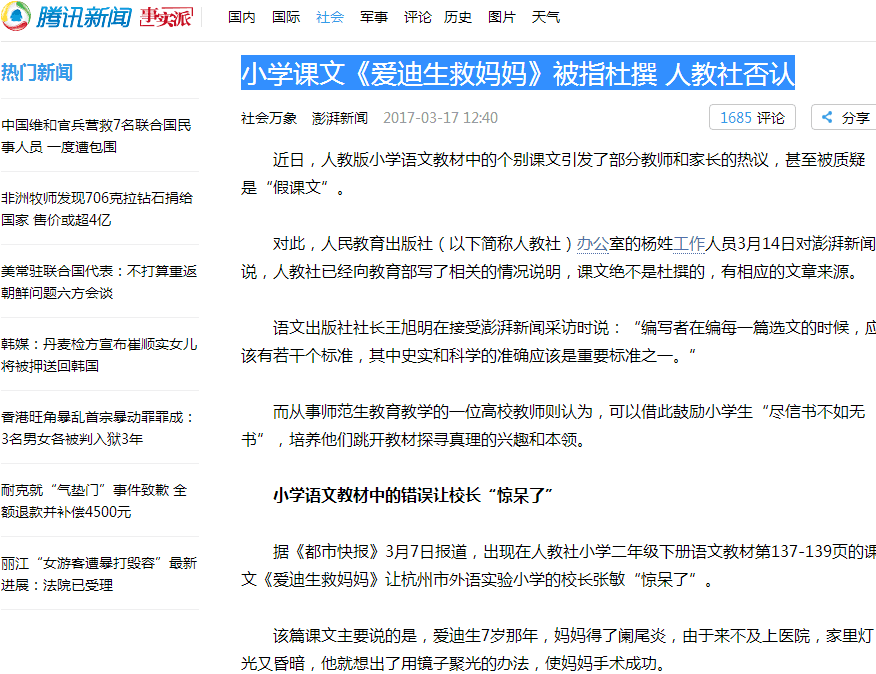 腾讯新闻 事实派 国内 国际 社会 军事 评论 历史 图片 天气
热门新闻
中国维和官兵营救7名联合国民
事人员 一度遭包围
非洲牧师发现706克拉钻石捐给
国家 售价或超4亿
美常驻联合国代表：不打算重返
朝鲜问题六方会谈
韩媒：丹麦检方宣布崔顺实女儿
将被押送回韩国
香港旺角暴乱首宗暴动罪罪成：
3名男女各被判入狱3年
耐克就“气垫门”事件致歉 全
额退款并补偿4500元
丽江“女游客遭暴打毁容”最新
进展：法院已受理
小学课文《爱迪生救妈妈》被指杜撰 人教社否认
社会万象 澎湃新闻 2017-03-17 12:40 1685 评论 分享
近日，人教版小学语文教材中的个别课文引发了部分教师和家长的热议，甚至被质疑
是“假课文”。
对此，人民教育出版社（以下简称人教社）办公室的杨姓工作人员3月14日对澎湃新闻
说，人教社已经向教育部写了相关的情况说明，课文绝不是杜撰的，有相应的文章来源。
语文出版社社长王旭明在接受澎湃新闻采访时说：“编写者在编每一篇选文的时候，应
该有若干个标准，其中史实和科学的准确应该是重要标准之一。”
而从事师范生教育教学的一位高校教师则认为，可以借此鼓励小学生“尽信书不如无
书”，培养他们跳开教材探寻真理的兴趣和本领。
小学语文教材中的错误让校长“惊呆了”
据《都市快报》3月7日报道，出现在人教社小学二年级下册语文教材第137-139页的课
文《爱迪生救妈妈》让杭州市外语实验小学的校长张敏“惊呆了”。
该篇课文主要说的是，爱迪生7岁那年，妈妈得了阑尾炎，由于来不及上医院，家里灯
光又昏暗，他就想出了用镜子聚光的办法，使妈妈手术成功。